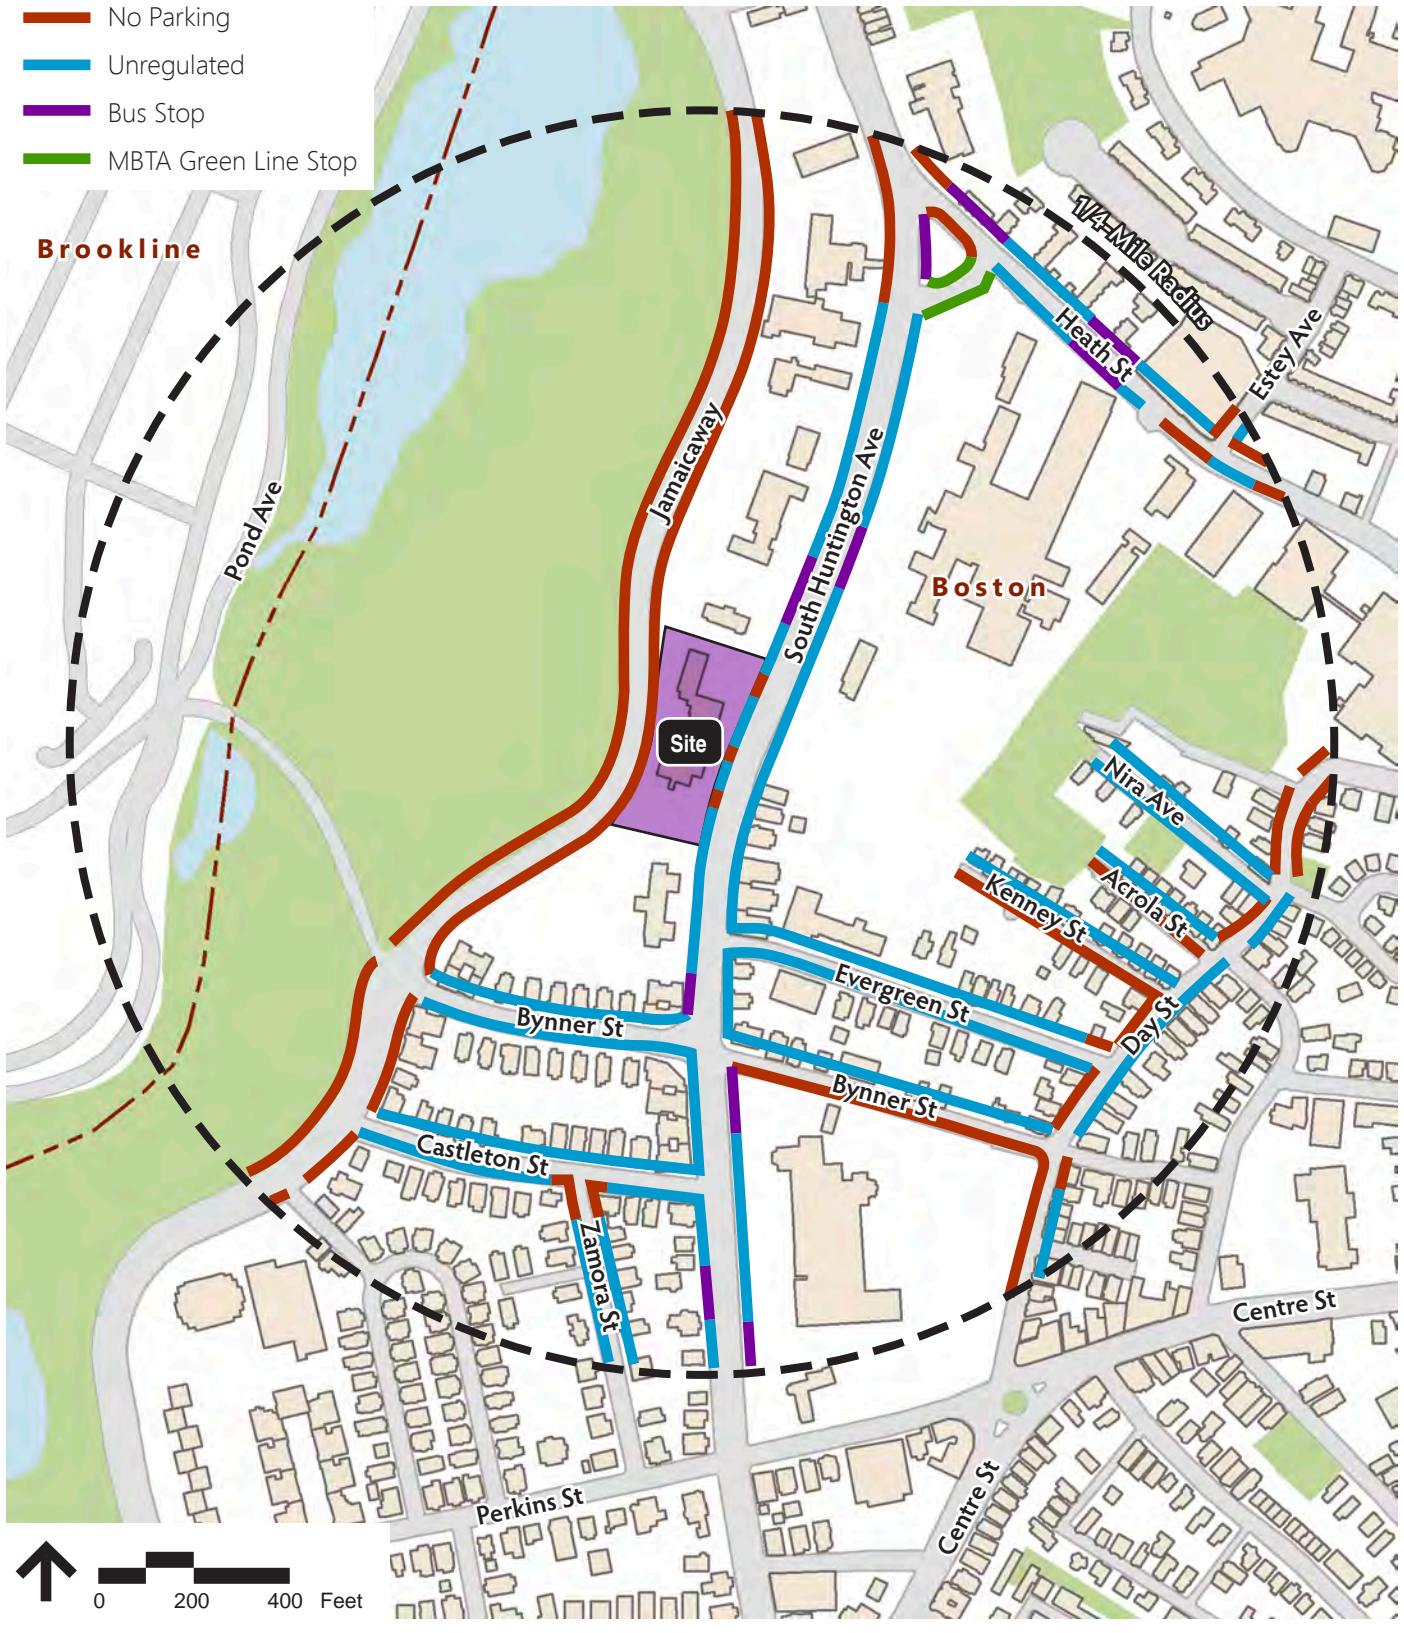 No Parking
Unregulated
Bus Stop
MBTA Green Line Stop
Brookline
1/4-Mile Radius
Heath St
Estey Ave
Jamaicaway
South Huntington Ave
Pond Ave
Boston
Site
Nira Ave
Acrola St
Kenney St
Evergreen St
Bynner St
Day St
Bynner St
Castleton St
Zamora St
Centre St
Perkins St
Centre St
0 200 400 Feet